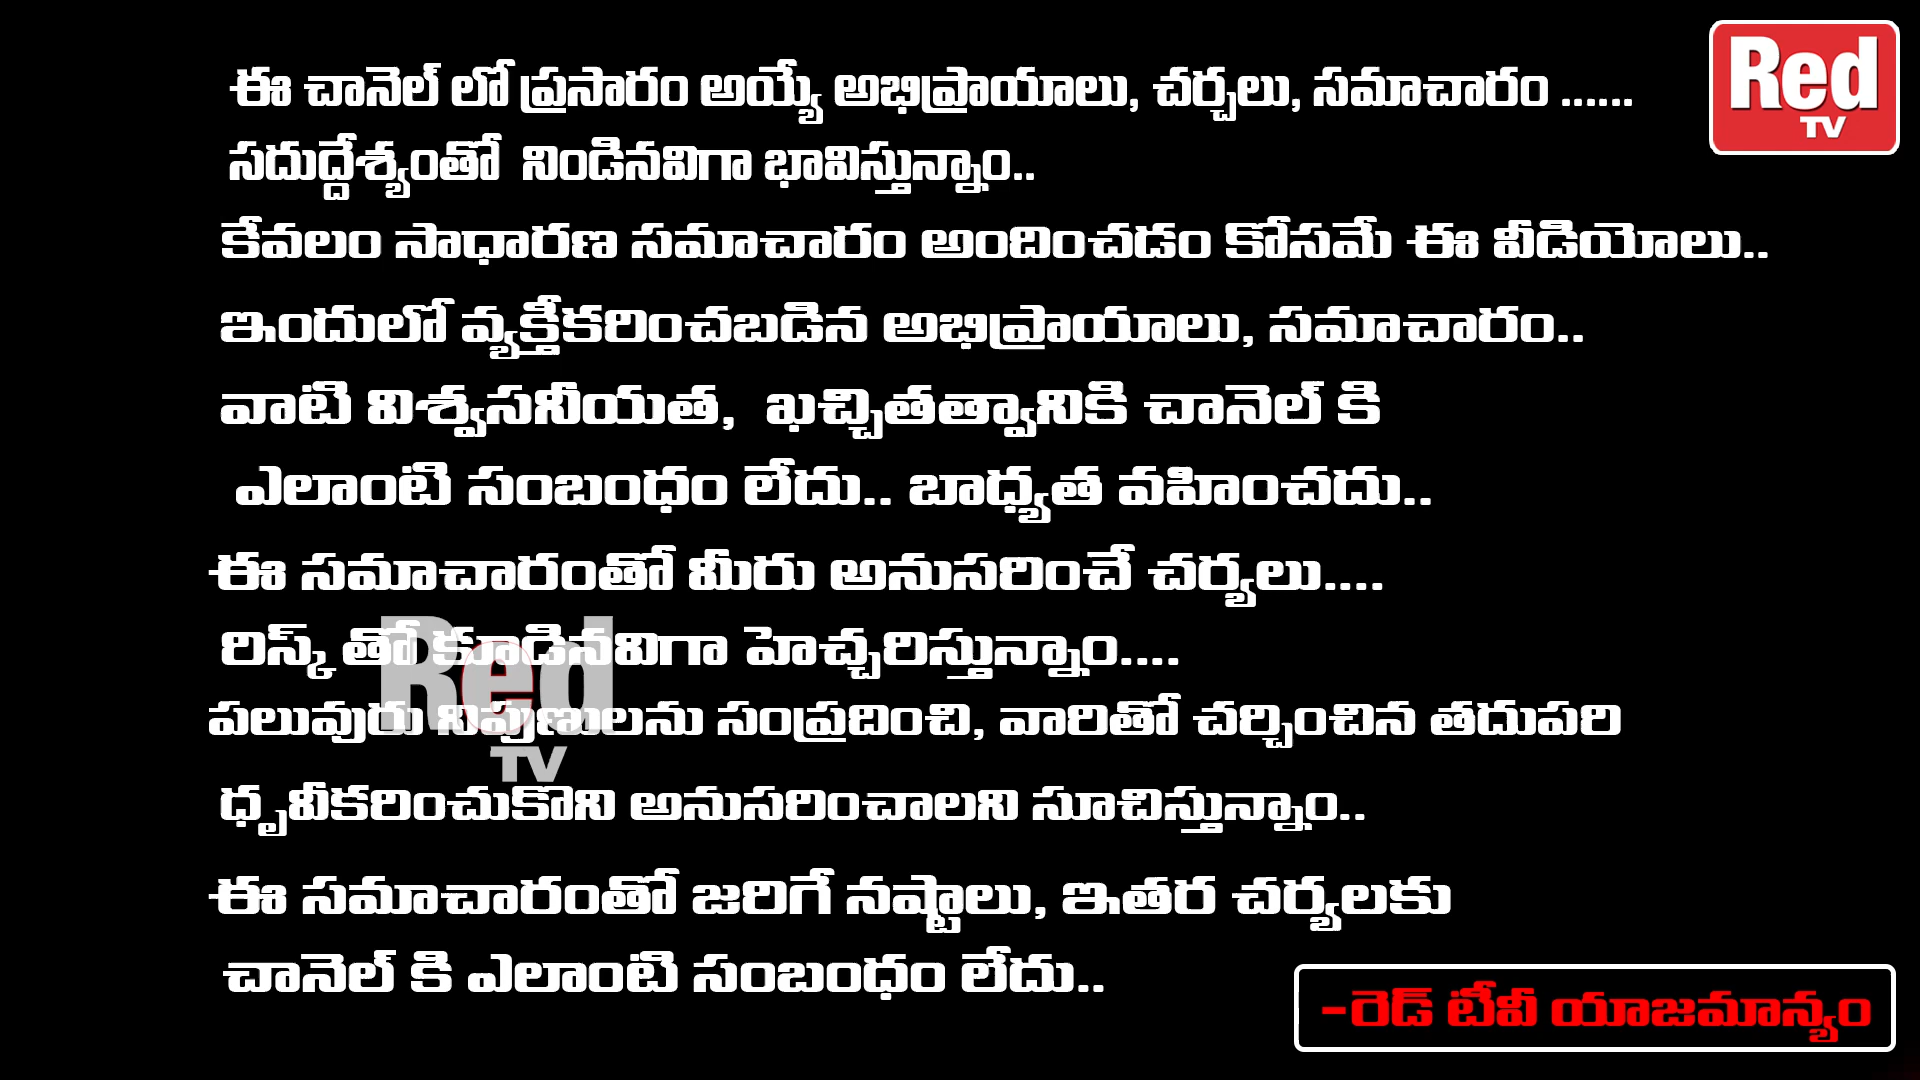 Red
TV
ఈ చానెల్ లో ప్రసారం అయ్యే అభిప్రాయాలు, చర్చలు, సమాచారం ......
సదుద్దేశ్యంతో నిండినవిగా భావిస్తున్నాం..
కేవలం సాధారణ సమాచారం అందించడం కోసమే ఈ వీడియోలు..
ఇందులో వ్యక్తీకరించబడిన అభిప్రాయాలు, సమాచారం..
వాటి విశ్వసనీయత, ఖచ్చితత్వానికి చానెల్ కి
ఎలాంటి సంబంధం లేదు.. బాధ్యత వహించదు..
ఈ సమాచారంతో మీరు అనుసరించే చర్యలు....
రిస్క్ తో కూడినవిగా హెచ్చరిస్తున్నాం....
పలువురు నిపుణులను సంప్రదించి, వారితో చర్చించిన తదుపరి
ధృవీకరించుకొని అనుసరించాలని సూచిస్తున్నాం..
ఈ సమాచారంతో జరిగే నష్టాలు, ఇతర చర్యలకు
చానెల్ కి ఎలాంటి సంబంధం లేదు..
Red
TV
-రెడ్ టీవీ యాజమాన్యం